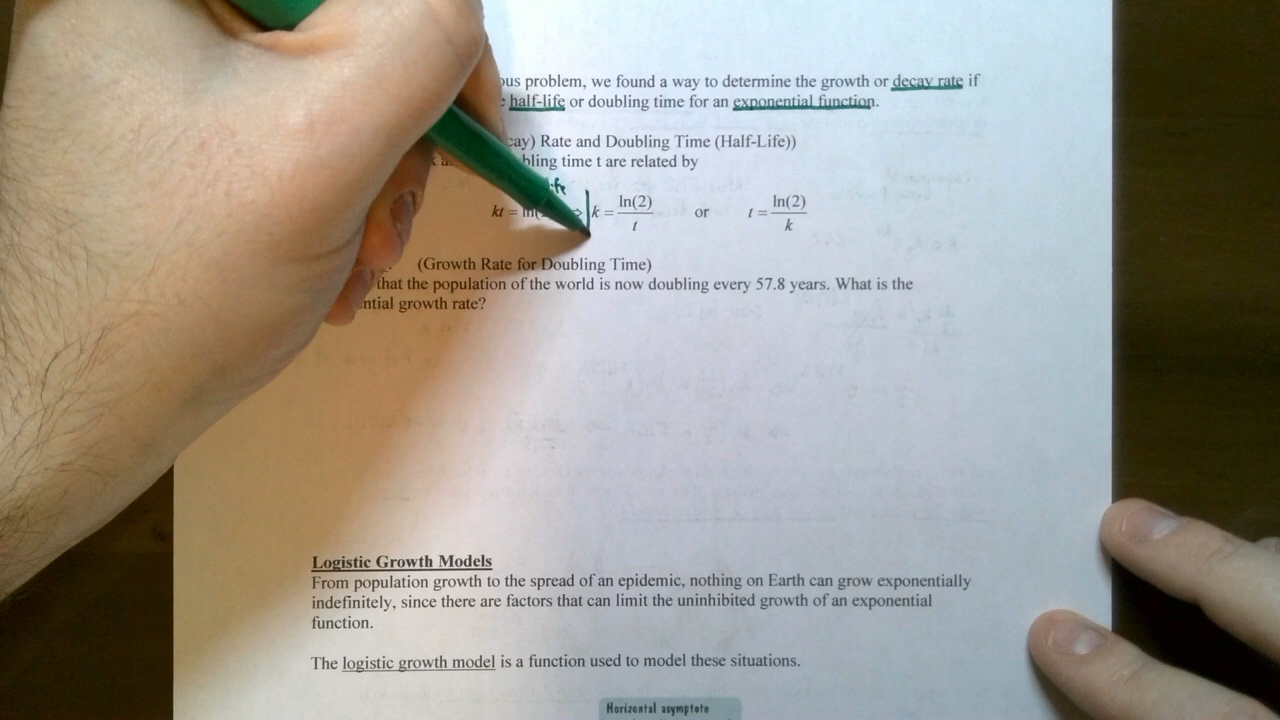 problem, we found a way to determine the growth or decay rate if
half-life or doubling time for an exponential function.
Rate and Doubling Time (Half-Life))
time t are related by
kt = k = ln(2)/t or t = ln(2)/k
(Growth Rate for Doubling Time)
that the population of the world is now doubling every 57.8 years. What is the
growth rate?
Logistic Growth Models
From population growth to the spread of an epidemic, nothing on Earth can grow exponentially
indefinitely, since there are factors that can limit the uninhibited growth of an exponential
function.
The logistic growth model is a function used to model these situations.
Horizontal asymptote